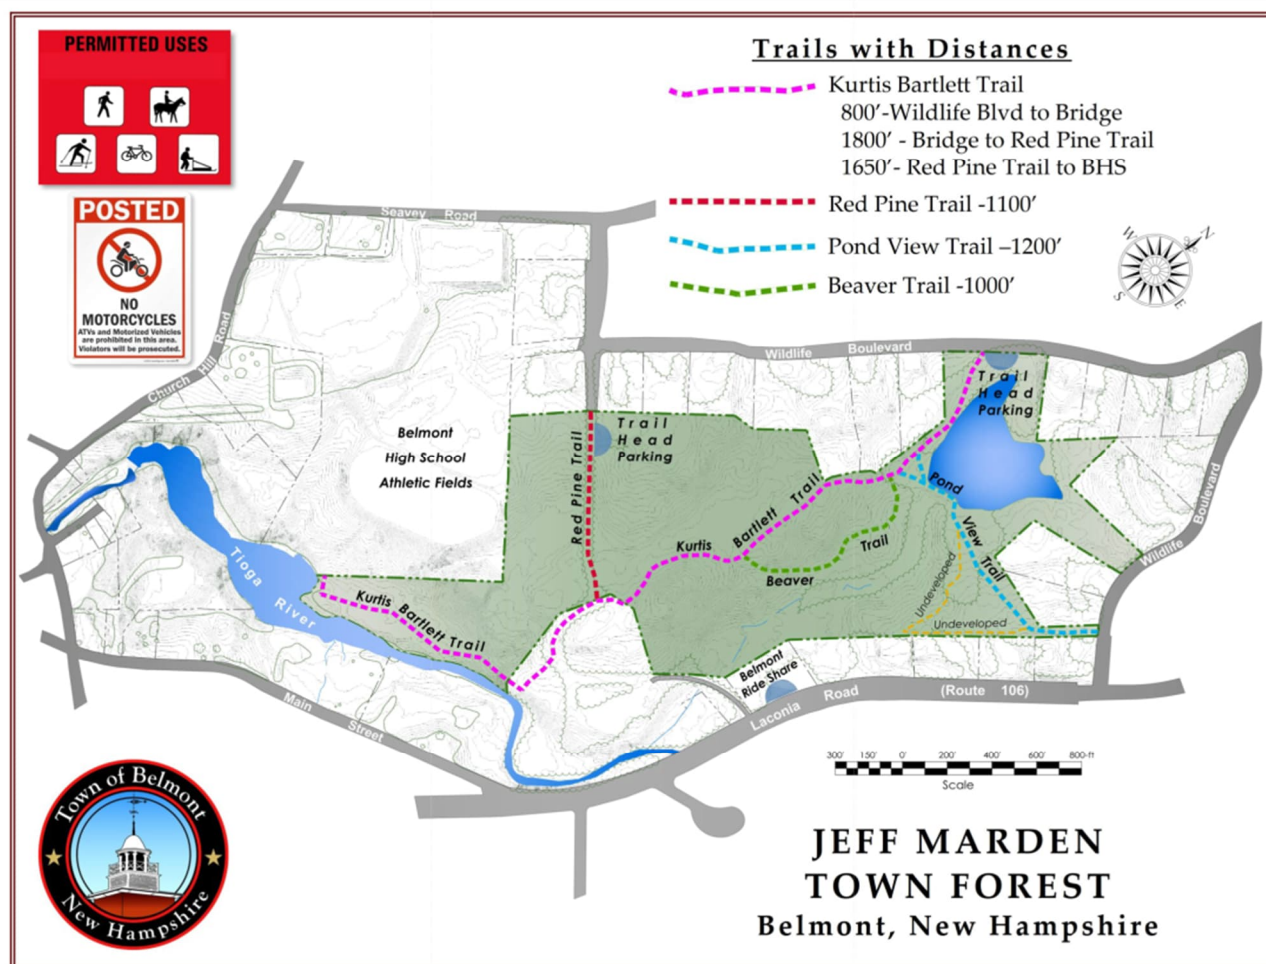 PERMITTED USES
POSTED
NO
MOTORCYCLES
ATVs and Motorized Vehicles
are prohibited in this area.
Violators will be prosecuted.
Trails with Distances
Kurtis Bartlett Trail
800'-Wildlife Blvd to Bridge
1800' - Bridge to Red Pine Trail
1650'- Red Pine Trail to BHS
Red Pine Trail -1100'
Pond View Trail –1200'
Beaver Trail -1000'
W
N
S
E
Seavey Road
Church Hill Road
Wildlife Boulevard
Trail
Head
Parking
Belmont
High School
Athletic Fields
Trail
Head
Parking
Red Pine Trail
Kurtis Bartlett Trail
Pond View Trail
Beaver Trail
Undeveloped
Undeveloped
Wildlife Boulevard
Tioga River
Kurtis Bartlett Trail
Belmont
Ride Share
Laconia Road (Route 106)
Main Street
300' 150' 0' 200' 400' 600' 800-ft
Scale
Town of Belmont
New Hampshire
JEFF MARDEN
TOWN FOREST
Belmont, New Hampshire